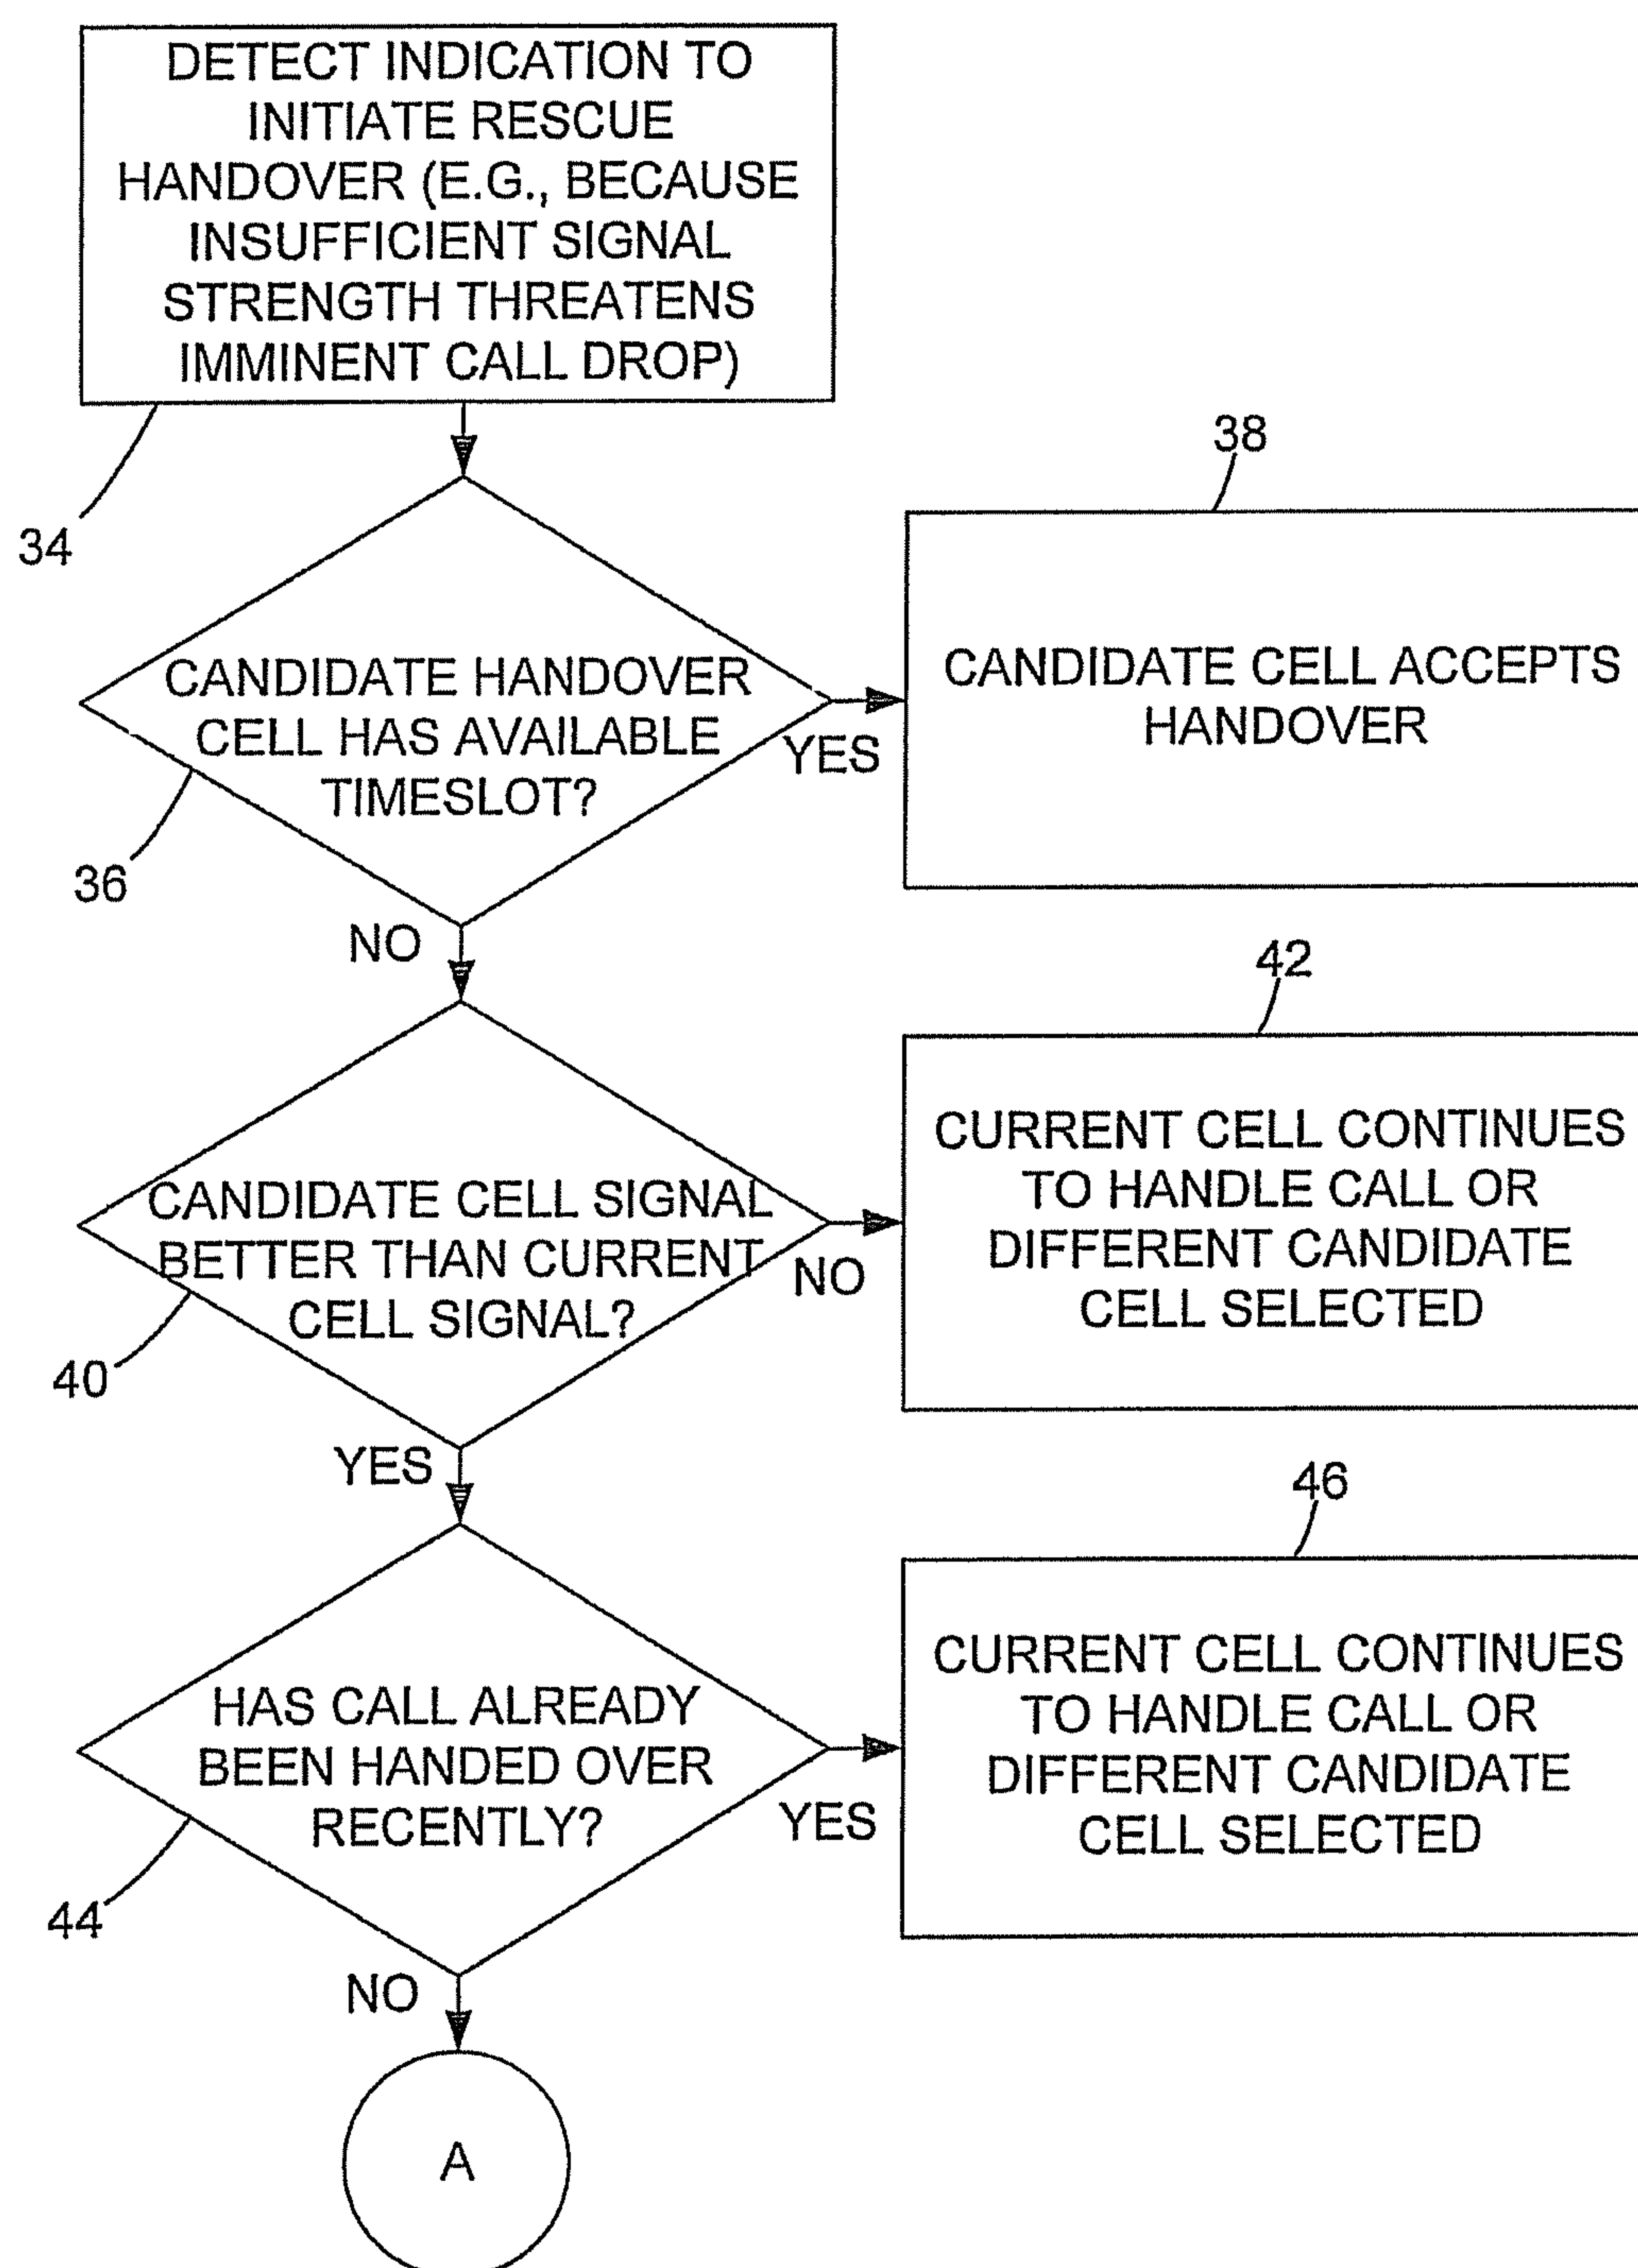 DETECT INDICATION TO
INITIATE RESCUE
HANDOVER (E.G., BECAUSE
INSUFFICIENT SIGNAL
STRENGTH THREATENS
IMMINENT CALL DROP)
34
38
CANDIDATE HANDOVER
CELL HAS AVAILABLE
TIMESLOT?
36
YES
CANDIDATE CELL ACCEPTS
HANDOVER
NO
42
CANDIDATE CELL SIGNAL
BETTER THAN CURRENT
CELL SIGNAL?
40
NO
CURRENT CELL CONTINUES
TO HANDLE CALL OR
DIFFERENT CANDIDATE
CELL SELECTED
YES
46
HAS CALL ALREADY
BEEN HANDED OVER
RECENTLY?
44
YES
CURRENT CELL CONTINUES
TO HANDLE CALL OR
DIFFERENT CANDIDATE
CELL SELECTED
NO
A